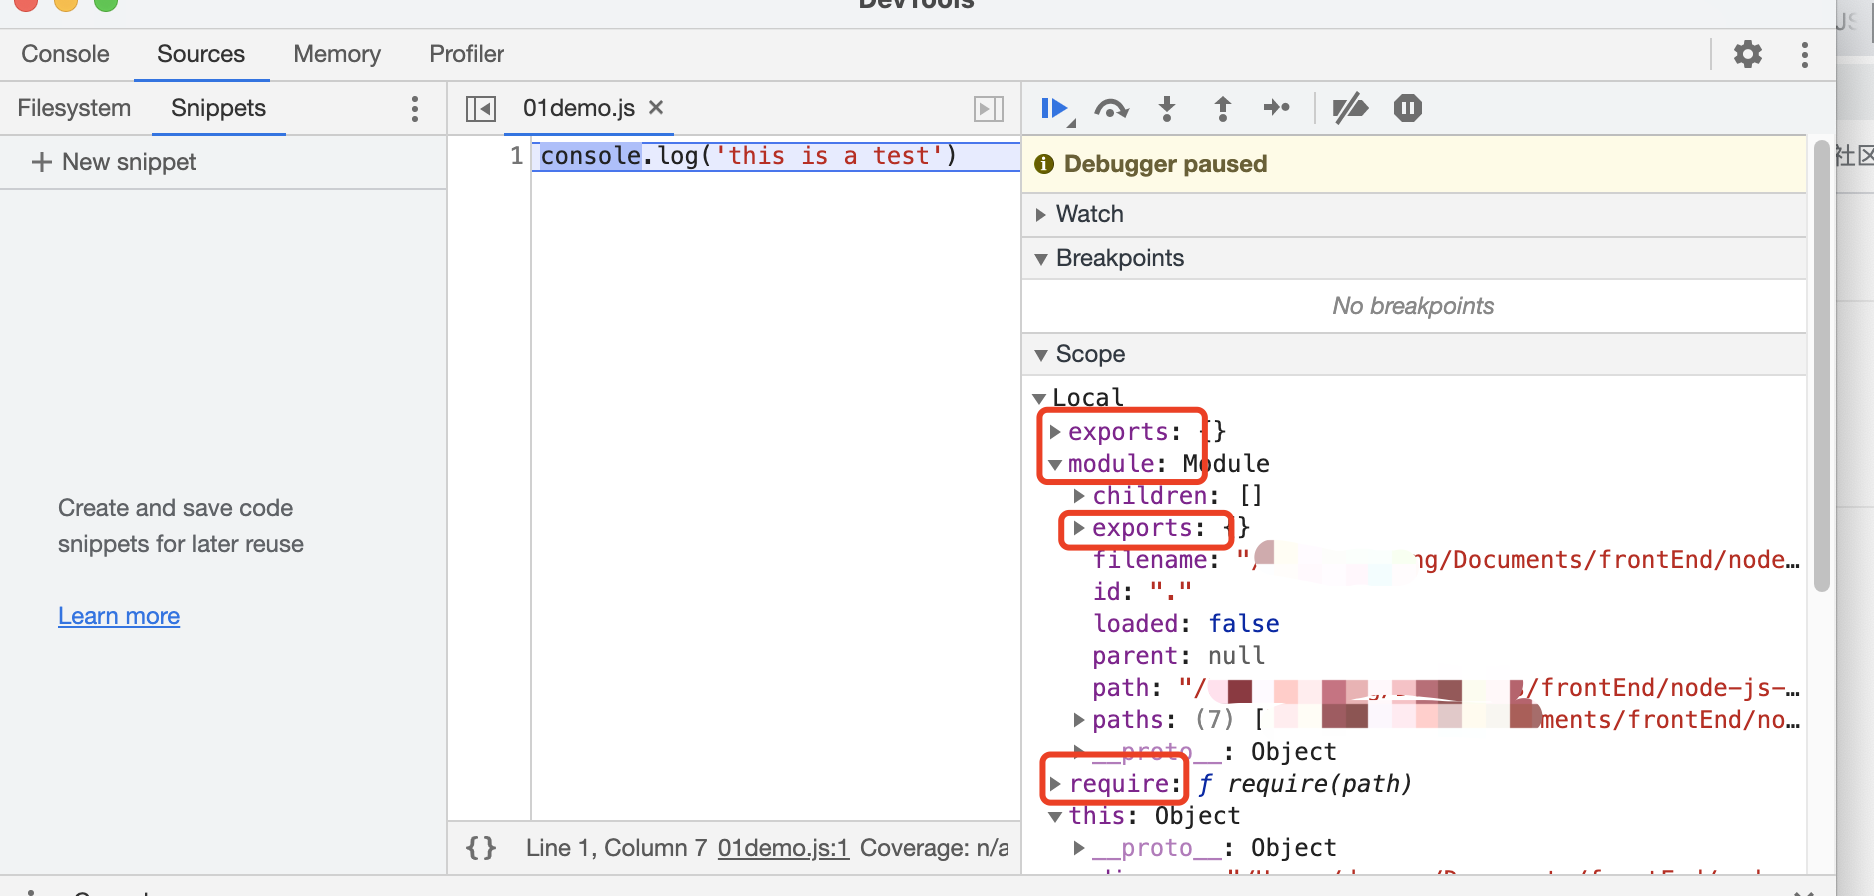 DevTools
Console Sources Memory Profiler
Filesystem Snippets
01demo.js ×
+ New snippet
1 console.log('this is a test')
Create and save code
snippets for later reuse
Learn more
{} Line 1, Column 7 01demo.js:1 Coverage: n/a
Debugger paused
Watch
Breakpoints
No breakpoints
Scope
Local
exports: {}
module: Module
children: []
exports: {}
filename: "/ ng/Documents/frontEnd/node…
id: "."
loaded: false
parent: null
path: "/ /frontEnd/node-js-…
paths: (7) [ ments/frontEnd/no…
__proto__: Object
require: ƒ require(path)
this: Object
__proto__: Object
JS
社区